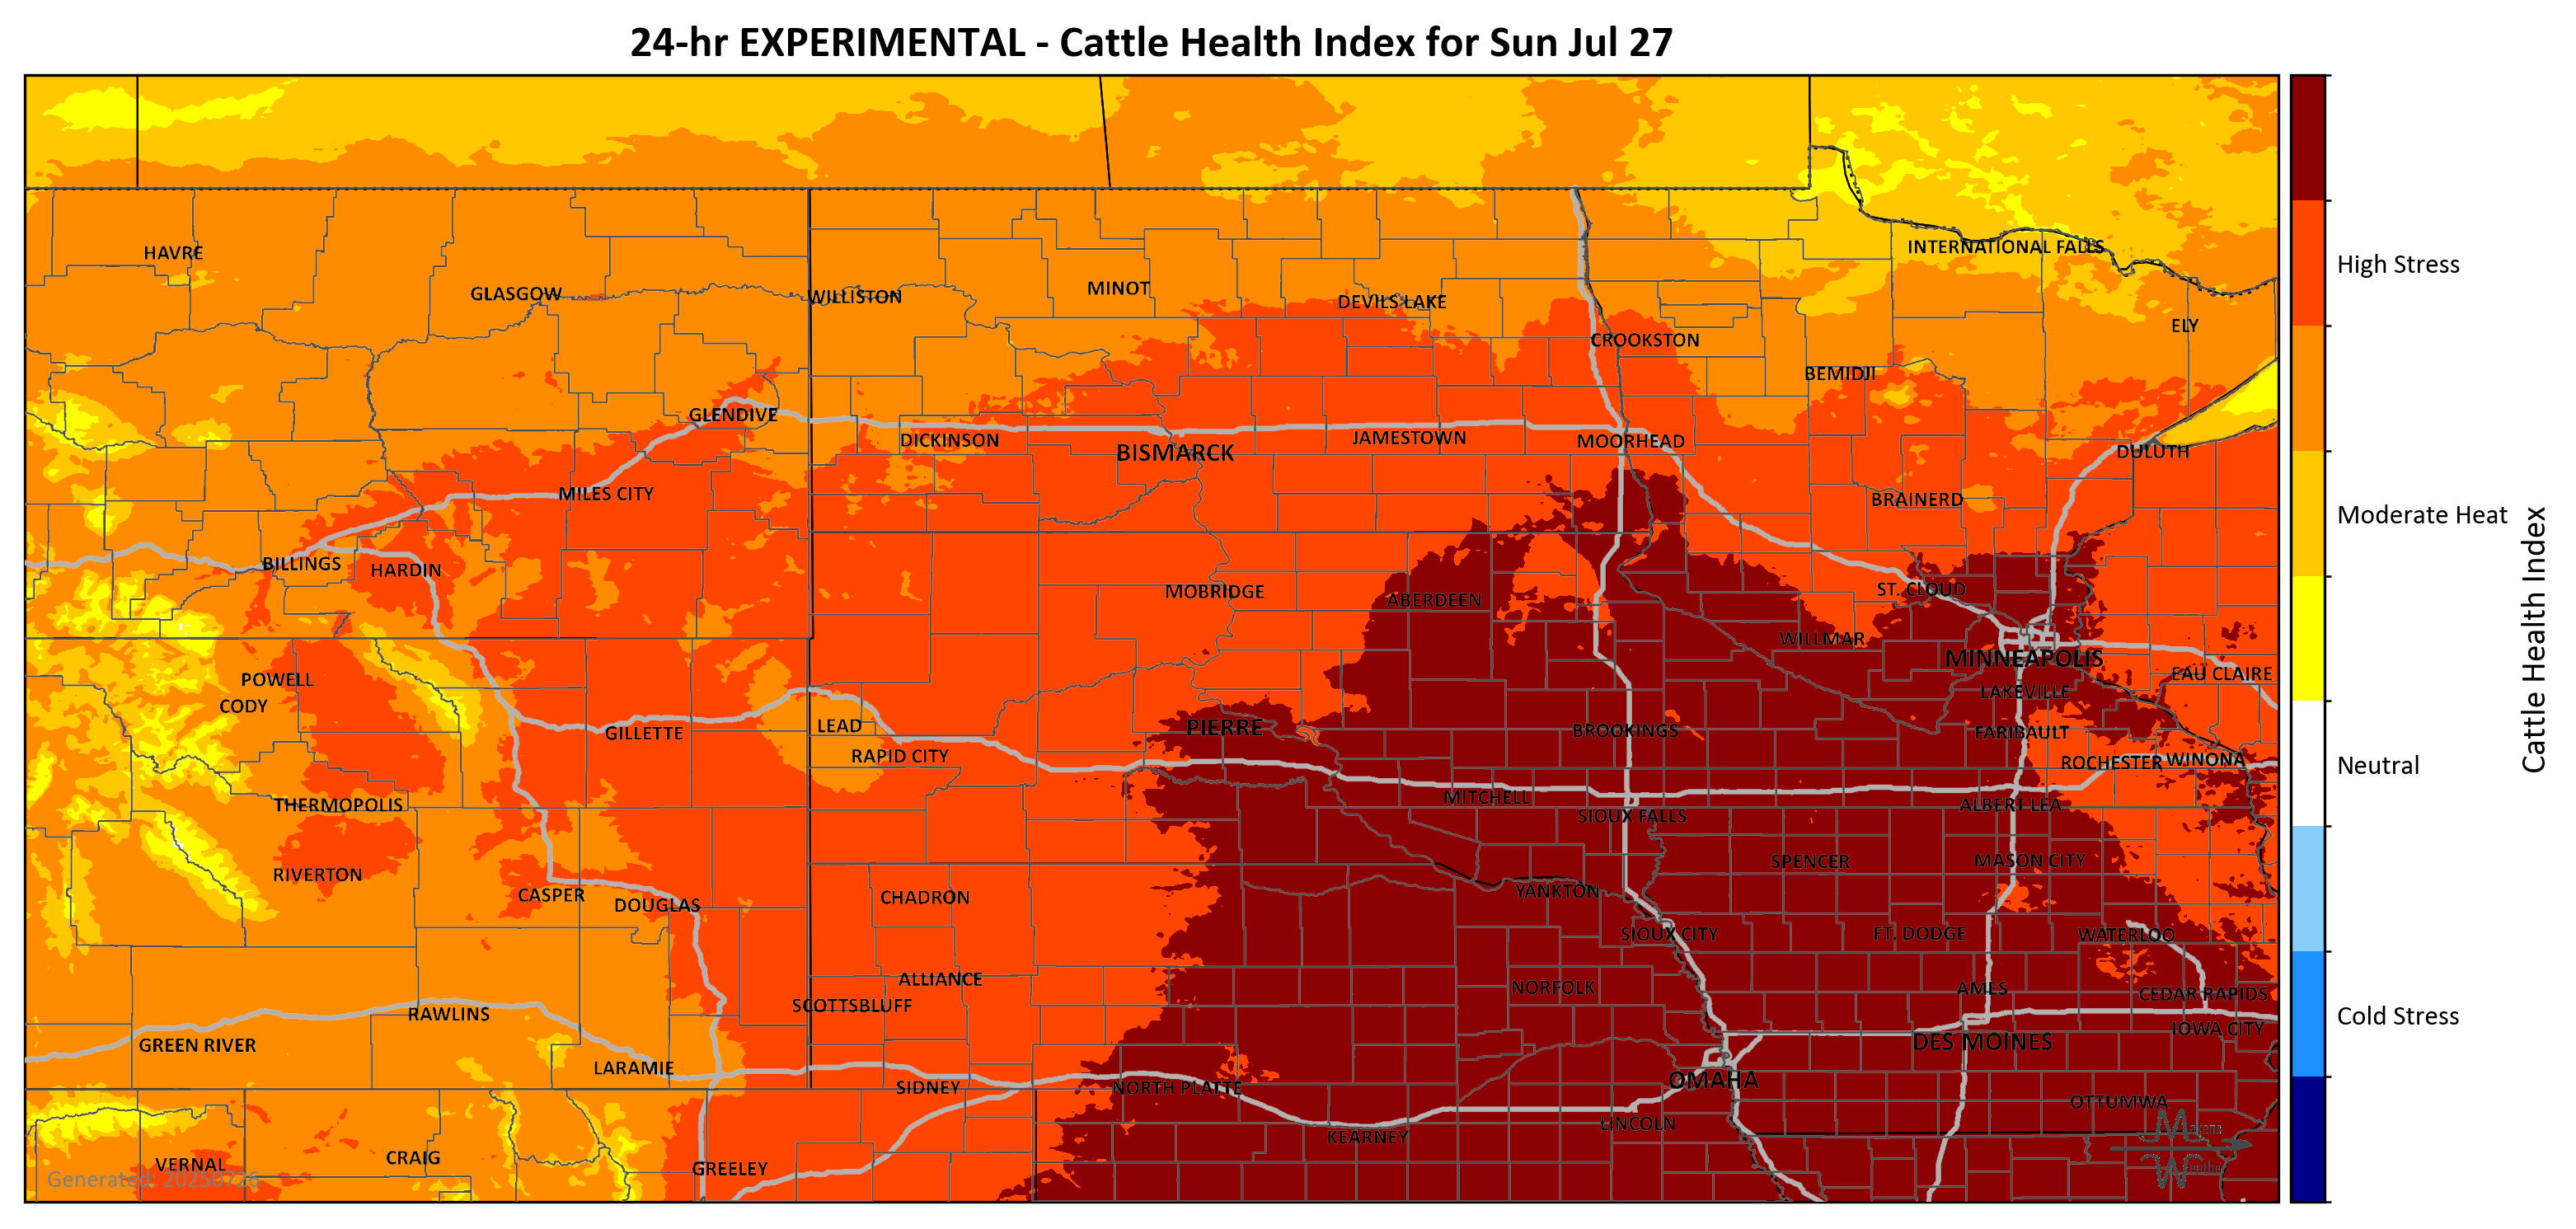 24-hr EXPERIMENTAL - Cattle Health Index for Sun Jul 27
HAVRE
INTERNATIONAL FALLS
GLASGOW
WILLISTON
MINOT
DEVILS LAKE
ELY
CROOKSTON
BEMIDJI
GLENDIVE
DICKINSON
BISMARCK
JAMESTOWN
MOORHEAD
DULUTH
MILES CITY
BRAINERD
BILLINGS
HARDIN
MOBRIDGE
ABERDEEN
ST. CLOUD
WILLMAR
MINNEAPOLIS
EAU CLAIRE
POWELL
CODY
LAKEVILLE
GILLETTE
LEAD
PIERRE
BROOKINGS
FARIBAULT
RAPID CITY
ROCHESTER
WINONA
THERMOPOLIS
MITCHELL
ALBERT LEA
SIOUX FALLS
RIVERTON
SPENCER
MASON CITY
CASPER
DOUGLAS
CHADRON
YANKTON
SIOUX CITY
FT. DODGE
WATERLOO
ALLIANCE
NORFOLK
AMES
CEDAR RAPIDS
SCOTTSBLUFF
RAWLINS
IOWA CITY
GREEN RIVER
DES MOINES
LARAMIE
SIDNEY
NORTH PLATTE
OMAHA
OTTUMWA
LINCOLN
KEARNEY
VERNAL
CRAIG
GREELEY
Generated: 20250726
High Stress
Moderate Heat
Neutral
Cold Stress
Cattle Health Index